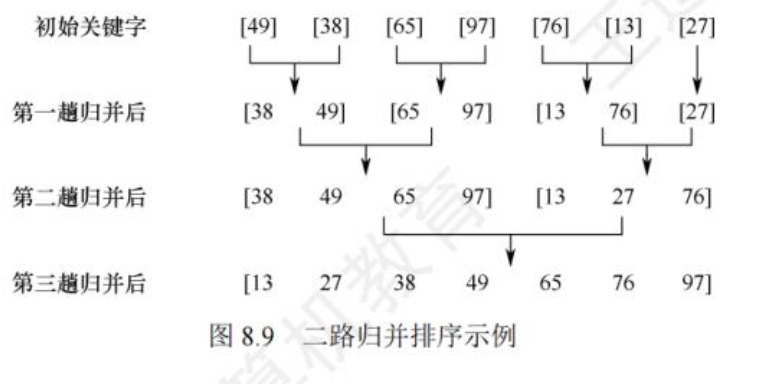 初始关键字 [49] [38] [65] [97] [76] [13] [27]
第一趟归并后 [38 49] [65 97] [13 76] [27]
第二趟归并后 [38 49 65 97] [13 27 76]
第三趟归并后 [13 27 38 49 65 76 97]
图 8.9 二路归并排序示例